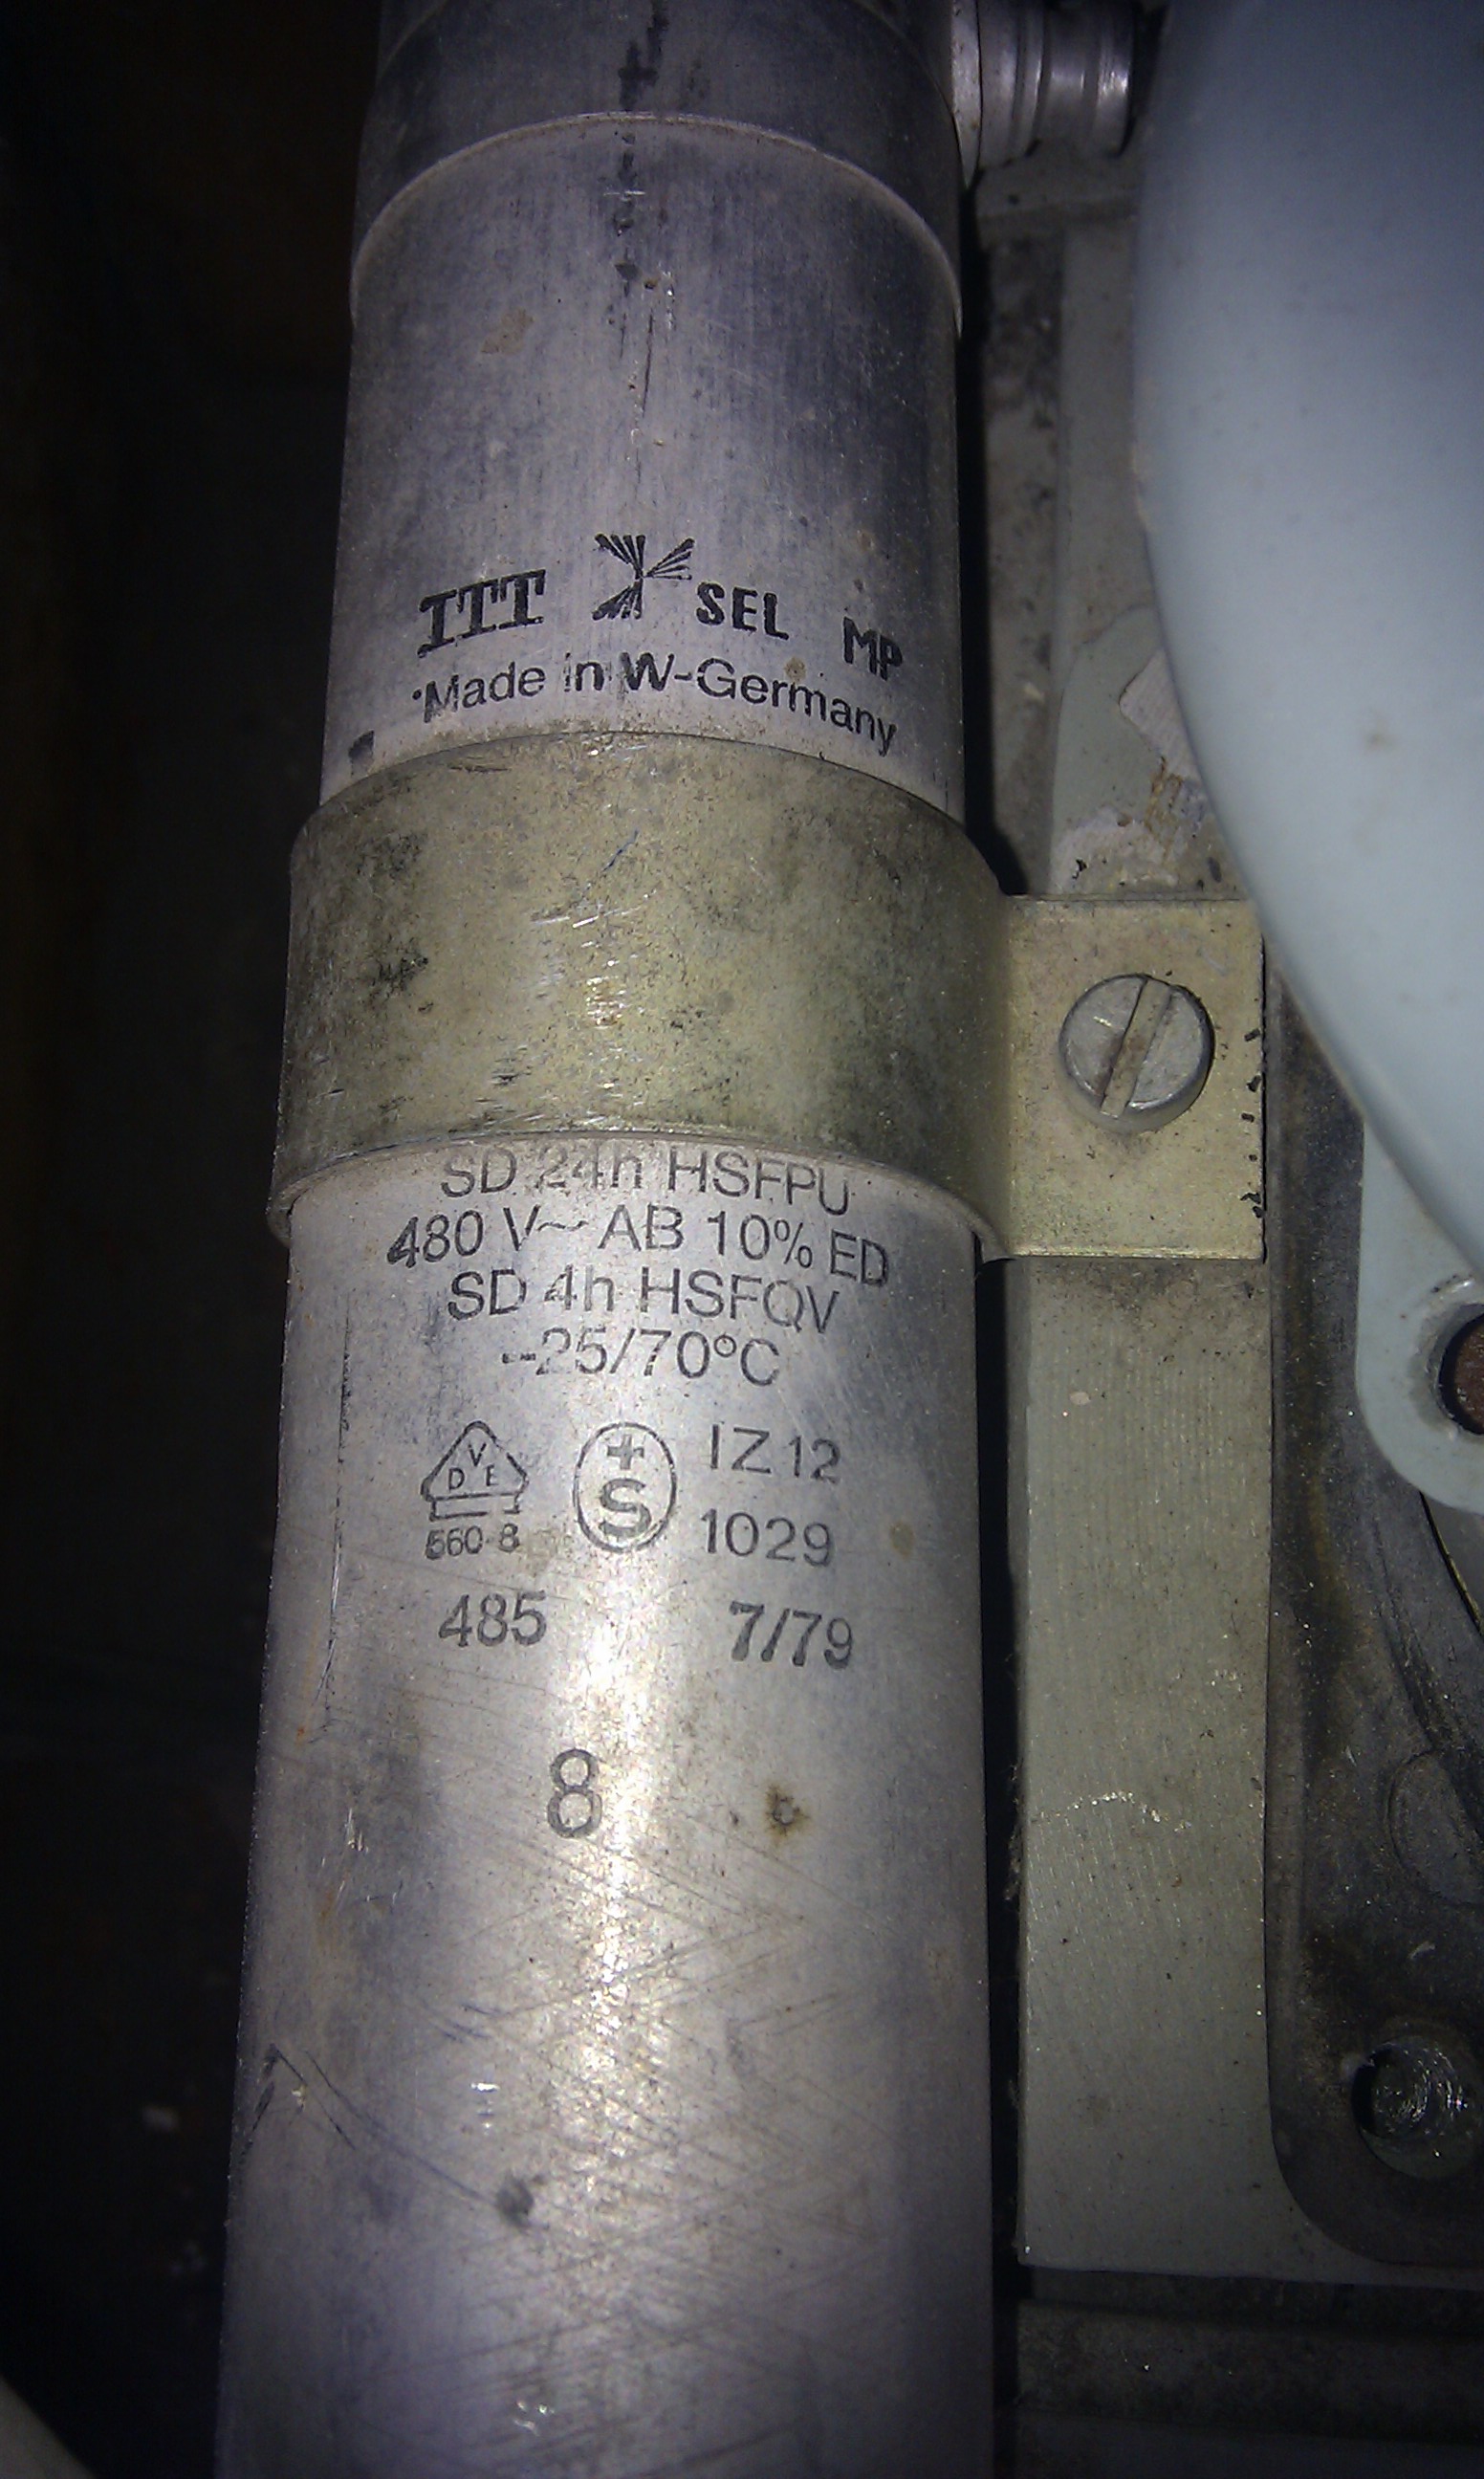 ITT SEL MP
Made in W-Germany
SD 24h HSFPU
480 V~ AB 10% ED
SD 4h HSFQV
-25/70°C
VDE + S IZ 12
560 8 1029
485 7/79
8